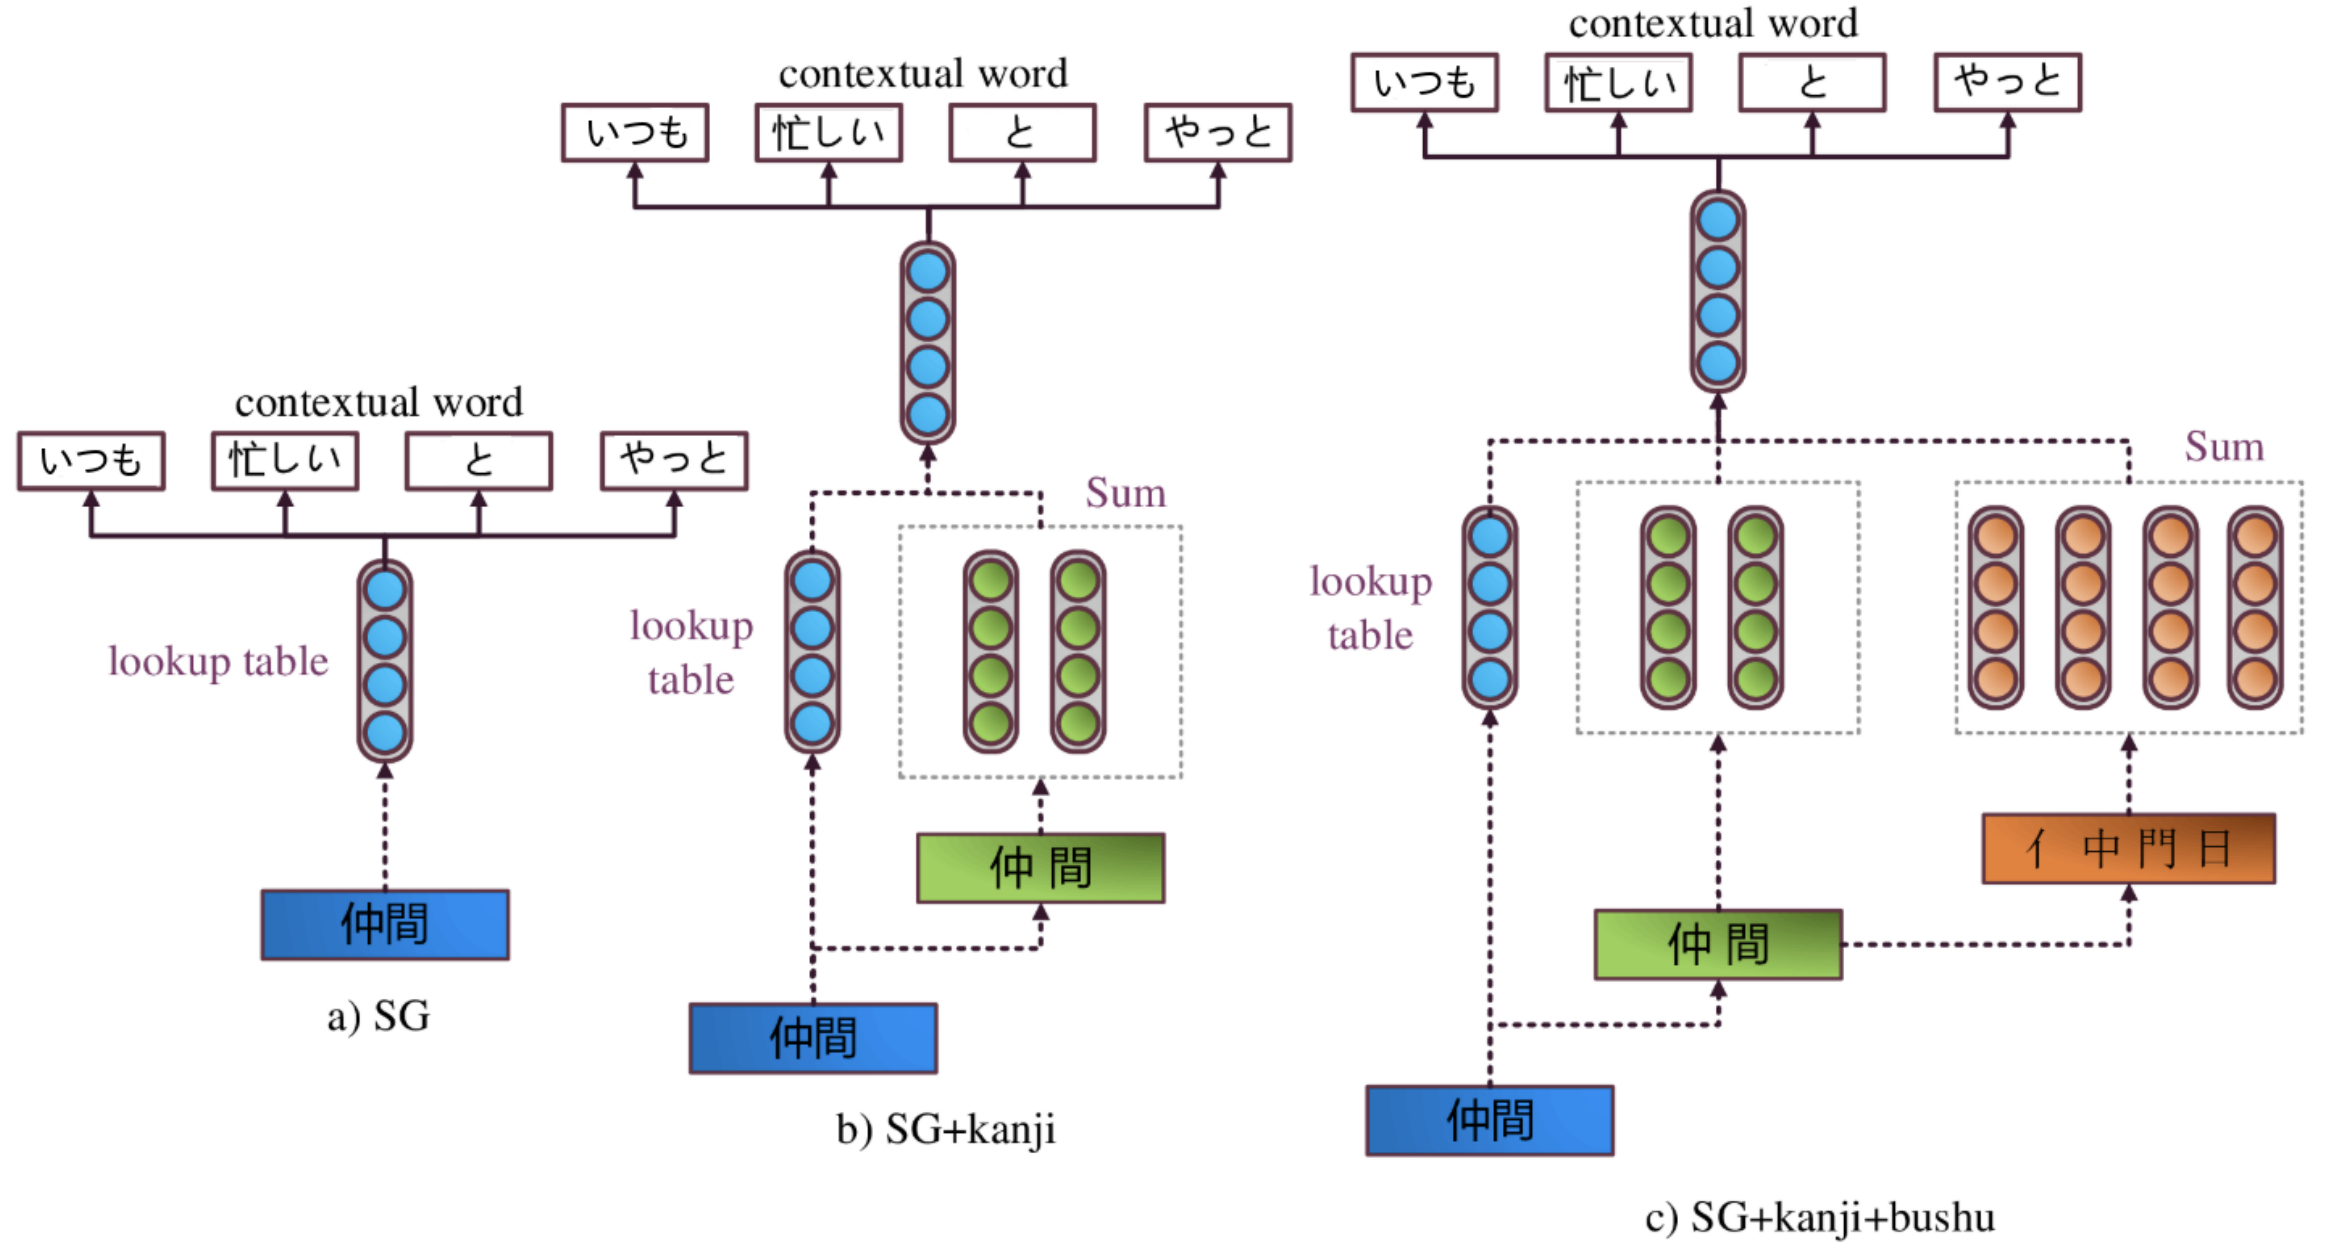 contextual word
いつも 忙しい と やっと
lookup table
仲間
a) SG
contextual word
いつも 忙しい と やっと
Sum
lookup
table
仲 間
仲間
b) SG+kanji
contextual word
いつも 忙しい と やっと
Sum
lookup
table
亻 中 門 日
仲 間
仲間
c) SG+kanji+bushu